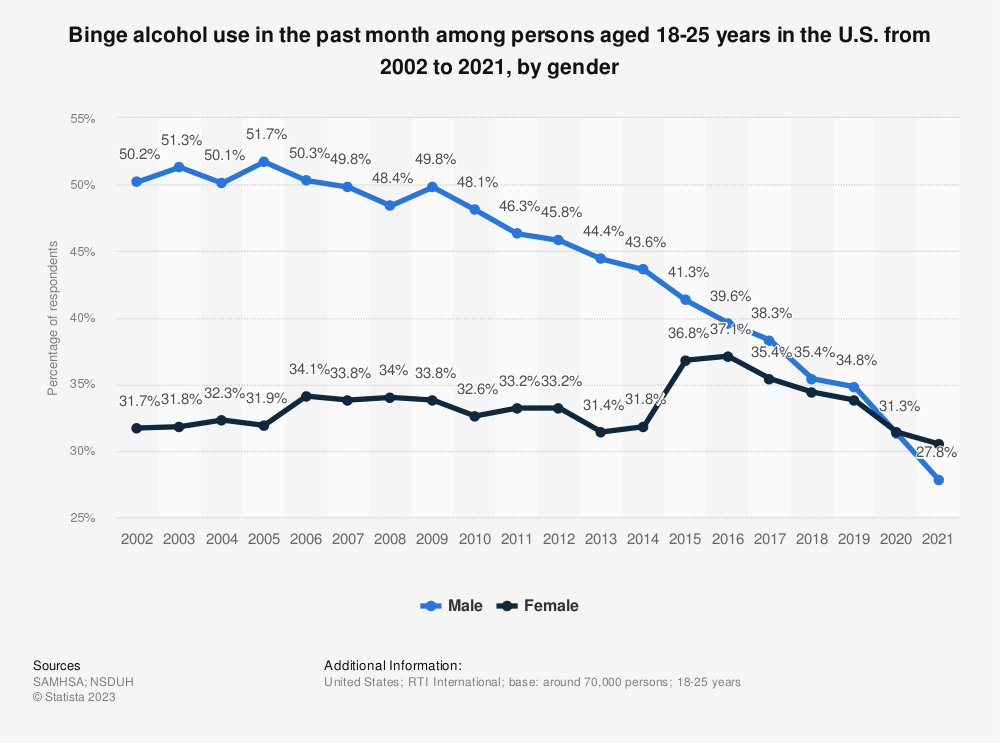 Binge alcohol use in the past month among persons aged 18-25 years in the U.S. from
2002 to 2021, by gender
Percentage of respondents
55%
50%
45%
40%
35%
30%
25%
50.2% 51.3% 50.1% 51.7% 50.3% 49.8% 48.4% 49.8% 48.1% 46.3% 45.8% 44.4% 43.6% 41.3% 39.6% 38.3% 35.4% 34.8% 31.3% 27.8%
31.7% 31.8% 32.3% 31.9% 34.1% 33.8% 34% 33.8% 32.6% 33.2% 33.2% 31.4% 31.8% 36.8% 37.1% 35.4%
2002 2003 2004 2005 2006 2007 2008 2009 2010 2011 2012 2013 2014 2015 2016 2017 2018 2019 2020 2021
Male Female
Sources
SAMHSA; NSDUH
© Statista 2023
Additional Information:
United States; RTI International; base: around 70,000 persons; 18-25 years